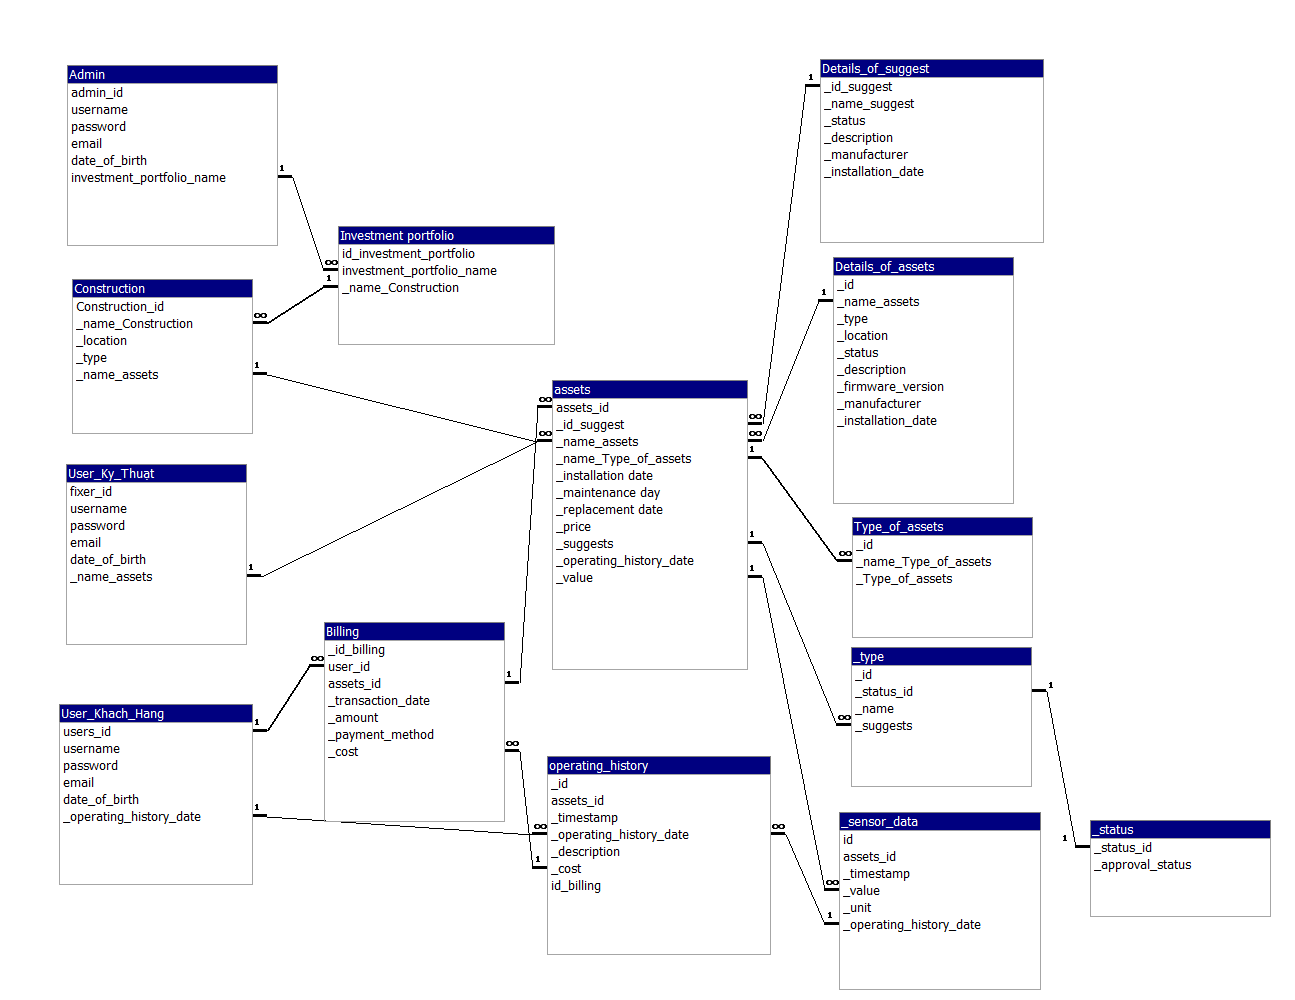 Admin
admin_id
username
password
email
date_of_birth
investment_portfolio_name
1
Investment portfolio
id_investment_portfolio
investment_portfolio_name
_name_Construction
∞
1
Construction
Construction_id
_name_Construction
_location
_type
_name_assets
∞
1
User_Ky_Thuật
fixer_id
username
password
email
date_of_birth
_name_assets
1
User_Khach_Hang
users_id
username
password
email
date_of_birth
_operating_history_date
1
1
Billing
_id_billing
user_id
assets_id
_transaction_date
_amount
_payment_method
_cost
∞
1
∞
assets
assets_id
_id_suggest
_name_assets
_name_Type_of_assets
_installation date
_maintenance day
_replacement date
_price
_suggests
_operating_history_date
_value
∞
∞
∞
∞
1
1
1
operating_history
_id
assets_id
_timestamp
_operating_history_date
_description
_cost
id_billing
∞
1
∞
Details_of_suggest
_id_suggest
_name_suggest
_status
_description
_manufacturer
_installation_date
1
Details_of_assets
_id
_name_assets
_type
_location
_status
_description
_firmware_version
_manufacturer
_installation_date
1
Type_of_assets
_id
_name_Type_of_assets
_Type_of_assets
∞
_type
_id
_status_id
_name
_suggests
∞
1
_sensor_data
id
assets_id
_timestamp
_value
_unit
_operating_history_date
∞
1
_status
_status_id
_approval_status
1